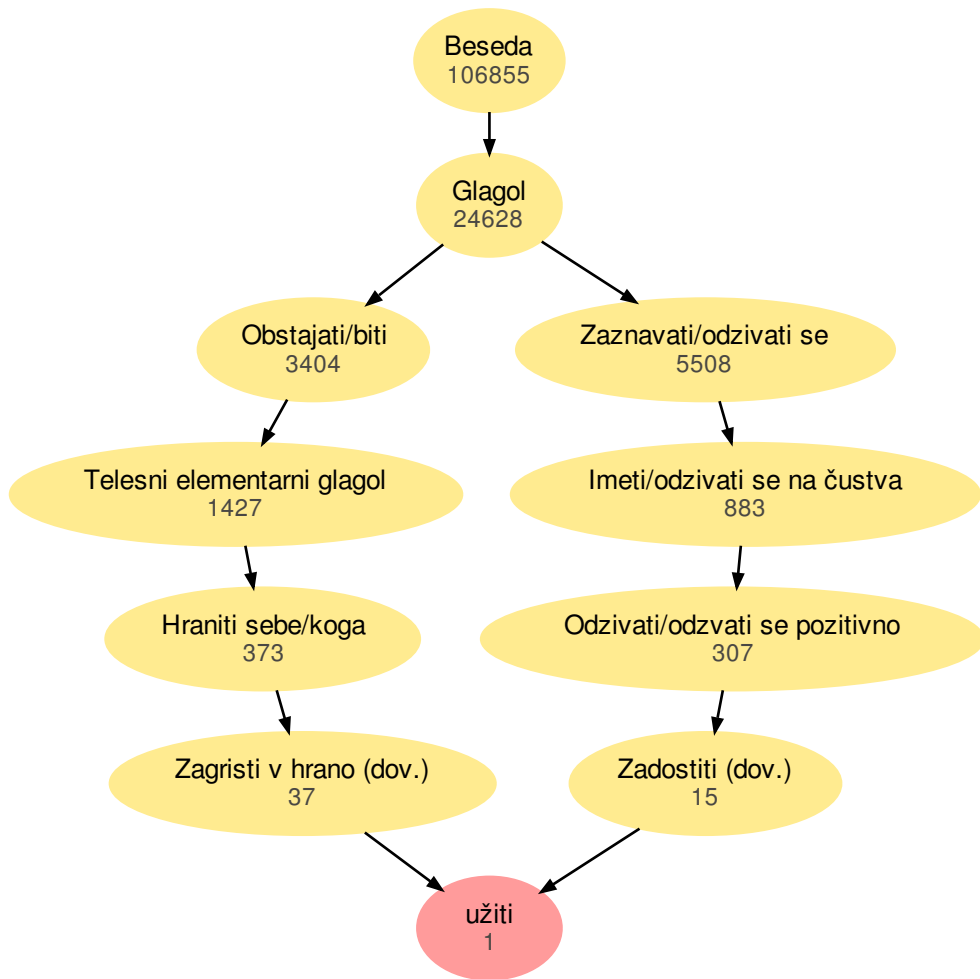 Beseda
106855
Glagol
24628
Obstajati/biti
3404
Zaznavati/odzivati se
5508
Telesni elementarni glagol
1427
Imeti/odzivati se na čustva
883
Hraniti sebe/koga
373
Odzivati/odzvati se pozitivno
307
Zagristi v hrano (dov.)
37
Zadostiti (dov.)
15
užiti
1